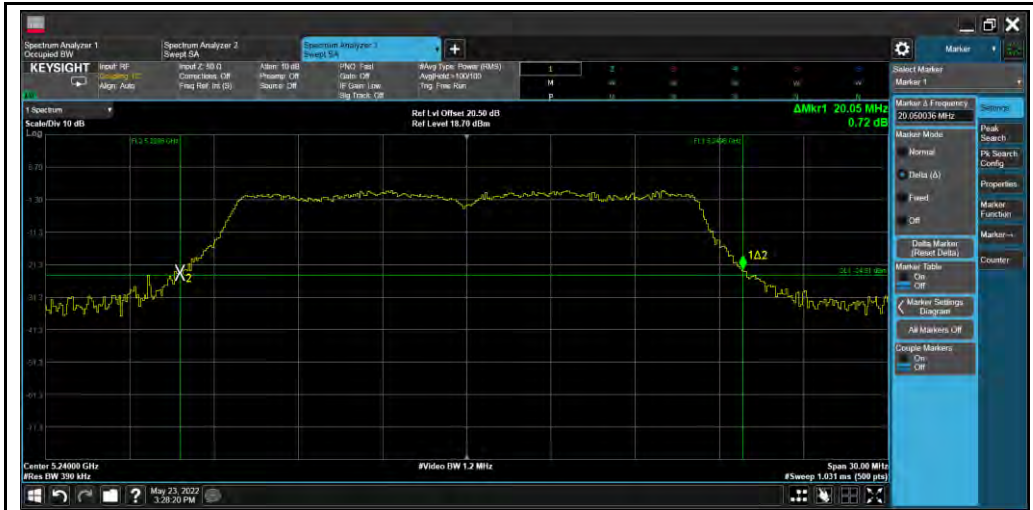 Spectrum Analyzer 1
Occupied BW
Spectrum Analyzer 2
Swept SA
Spectrum Analyzer 3
Swept SA
+
Marker
KEYSIGHT
Input: RF
Coupling: DC
Align: Auto
Input Z: 50 Ω
Corrections: Off
Freq Ref: Int (S)
Atten: 10 dB
Preamp: Off
Source: Off
PNO: Fast
Gate: Off
IF Gain: Low
Sig Track: Off
#Avg Type: Power (RMS)
Avg|Hold:>100/100
Trig: Free Run
1
2
M
P
Select Marker
Marker 1
1 Spectrum
Scale/Div 10 dB
Log
Ref Lvl Offset 20.50 dB
Ref Level 18.70 dBm
ΔMkr1 20.05 MHz
0.72 dB
1Δ2
2
Center 5.24000 GHz
#Res BW 390 kHz
#Video BW 1.2 MHz
Span 30.00 MHz
#Sweep 1.031 ms (500 pts)
Marker Δ Frequency
20.050036 MHz
Marker Mode
Normal
Delta (Δ)
Fixed
Off
Delta Marker
(Reset Delta)
Marker Table
On
Off
Marker Settings
Diagram
All Markers Off
Couple Markers
On
Off
Settings
Peak
Search
Pk Search
Config
Properties
Marker
Function
Marker→
Counter
?
May 23, 2022
3:28:20 PM